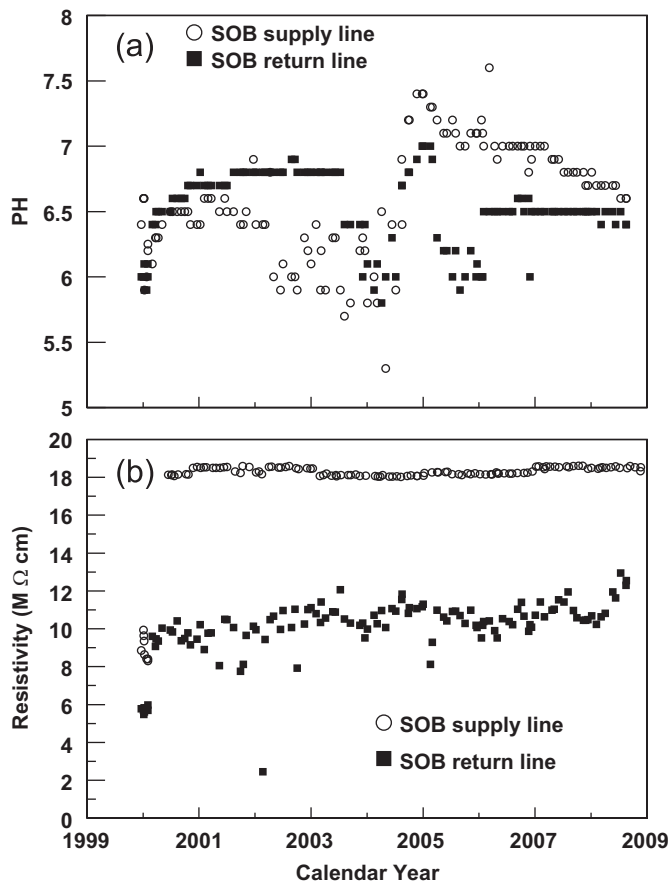 8
(a)
SOB supply line
SOB return line
7.5
7
PH
6.5
6
5.5
5
20
(b)
18
16
14
12
Resistivity (M Ω cm)
10
8
6
SOB supply line
4
SOB return line
2
0
1999 2001 2003 2005 2007 2009
Calendar Year